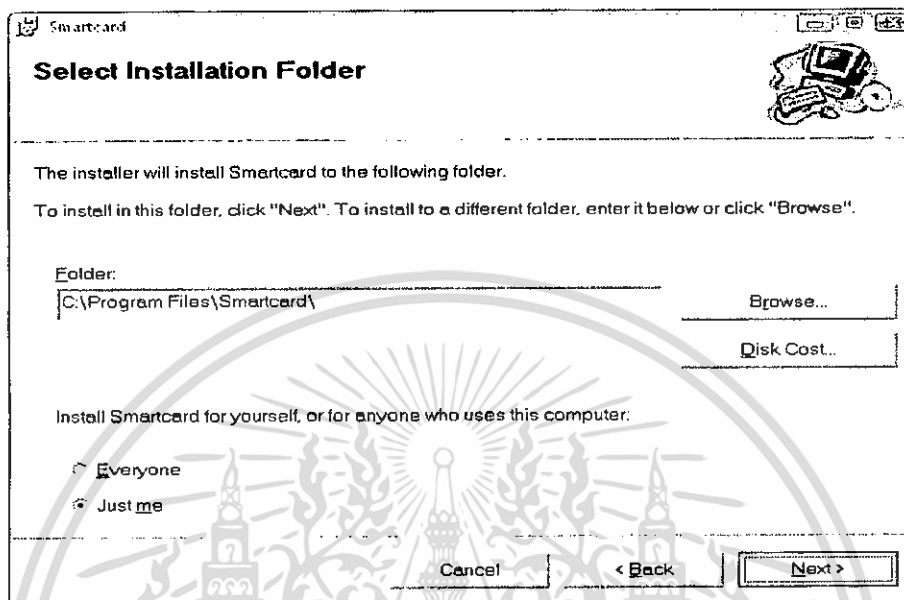 Smartcard
Select Installation Folder
The installer will install Smartcard to the following folder.
To install in this folder, click "Next". To install to a different folder, enter it below or click "Browse".
Folder:
C:\Program Files\Smartcard\
Browse...
Disk Cost...
Install Smartcard for yourself, or for anyone who uses this computer:
Everyone
Just me
Cancel
< Back
Next >